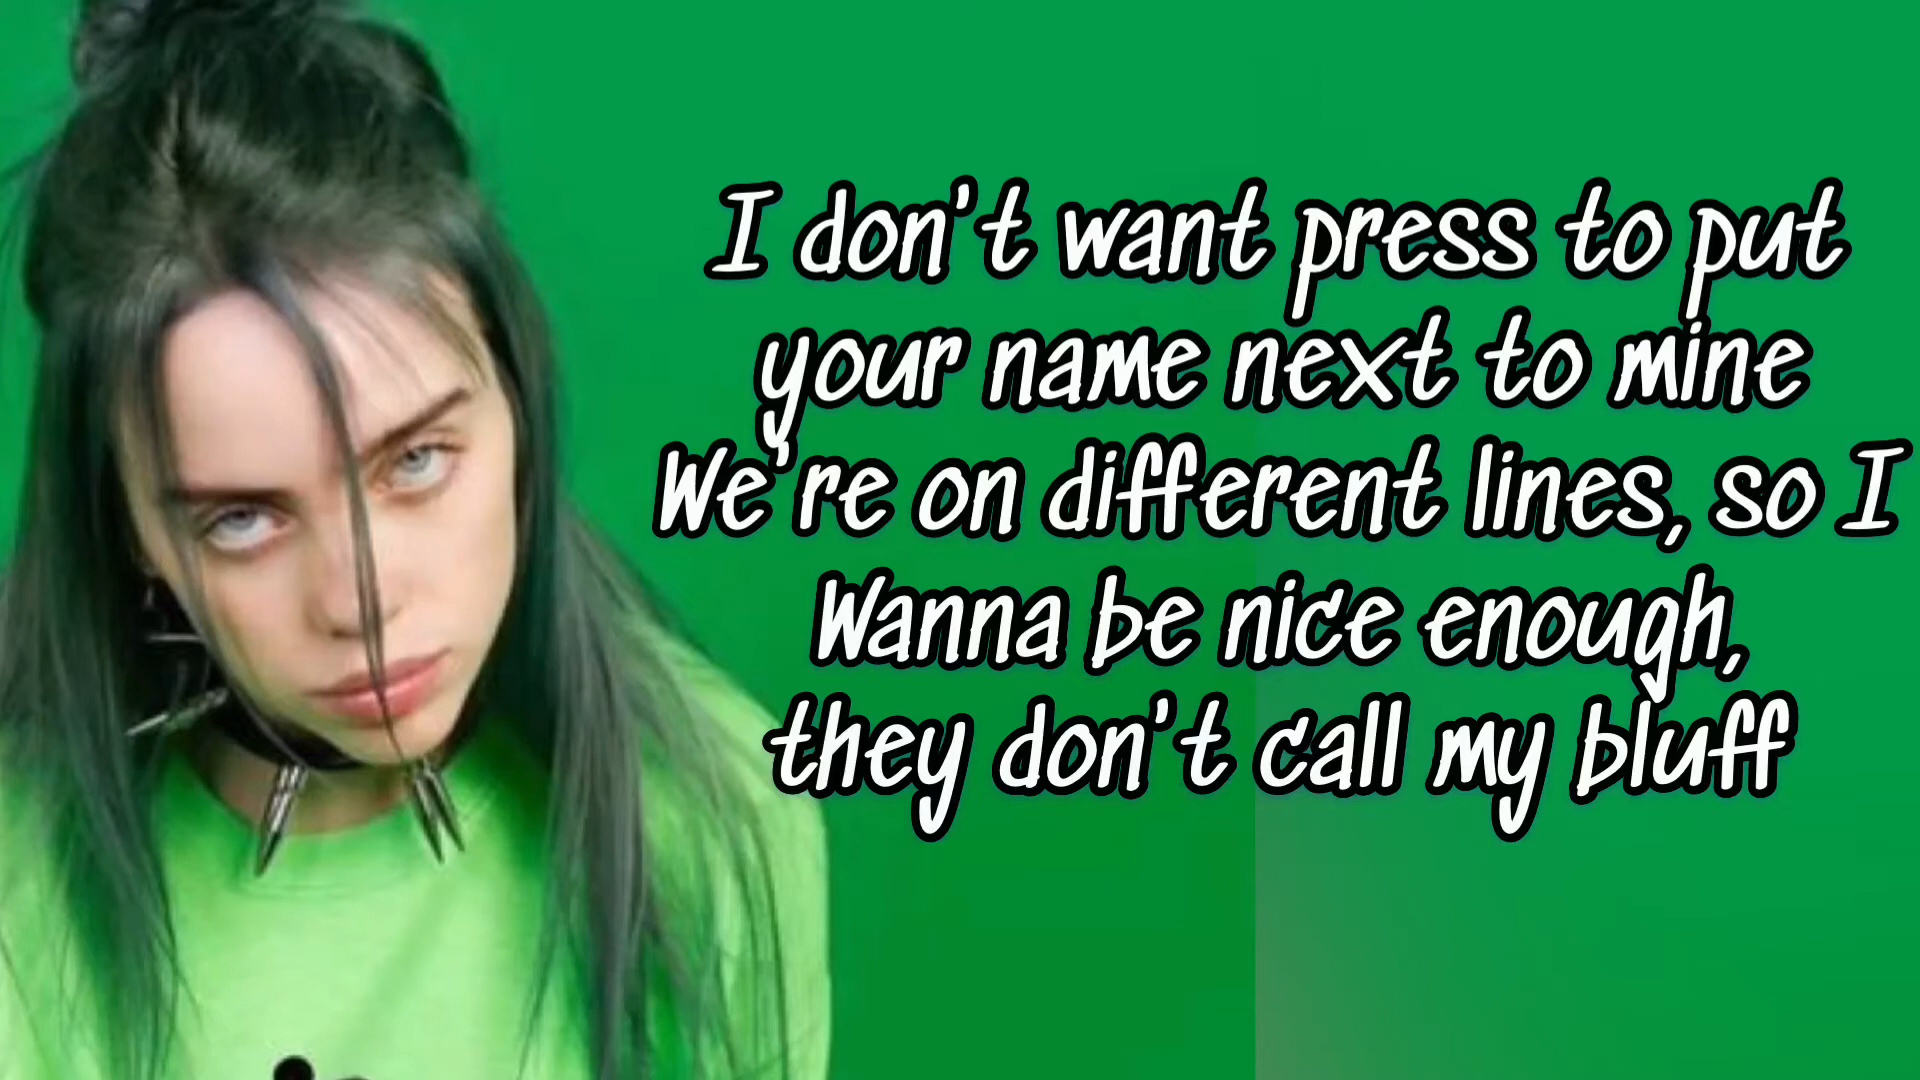 I don't want press to put
your name next to mine
We're on different lines, so I
Wanna be nice enough,
they don't call my bluff